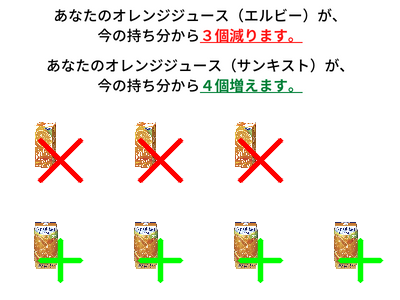 あなたのオレンジジュース（エルビー）が、
今の持ち分から３個減ります。
あなたのオレンジジュース（サンキスト）が、
今の持ち分から４個増えます。